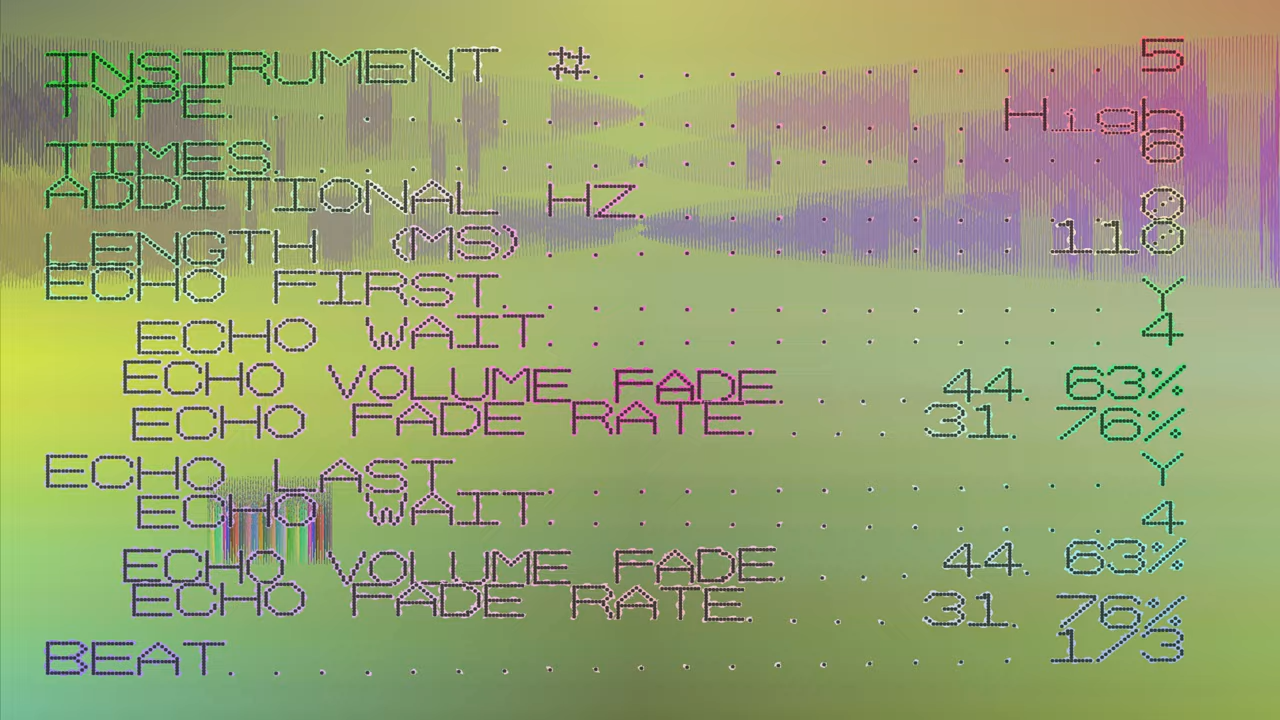 INSTRUMENT #. . . . . . . . . . . . 5
TYPE. . . . . . . . . . . . . . . . . High
TIMES. . . . . . . . . . . . . . . . . . . 6
ADDITIONAL HZ. . . . . . . . . . . 0
LENGTH (MS). . . . . . . . . . . 118
ECHO FIRST. . . . . . . . . . . . . . Y
ECHO WAIT. . . . . . . . . . . . . 4
ECHO VOLUME FADE. . . . 44. 63%
ECHO FADE RATE. . . . 31. 76%
ECHO LAST. . . . . . . . . . . . . . Y
ECHO WAIT. . . . . . . . . . . . . 4
ECHO VOLUME FADE. . . . 44. 63%
ECHO FADE RATE. . . . 31. 76%
BEAT. . . . . . . . . . . . . . . . . . 1/3